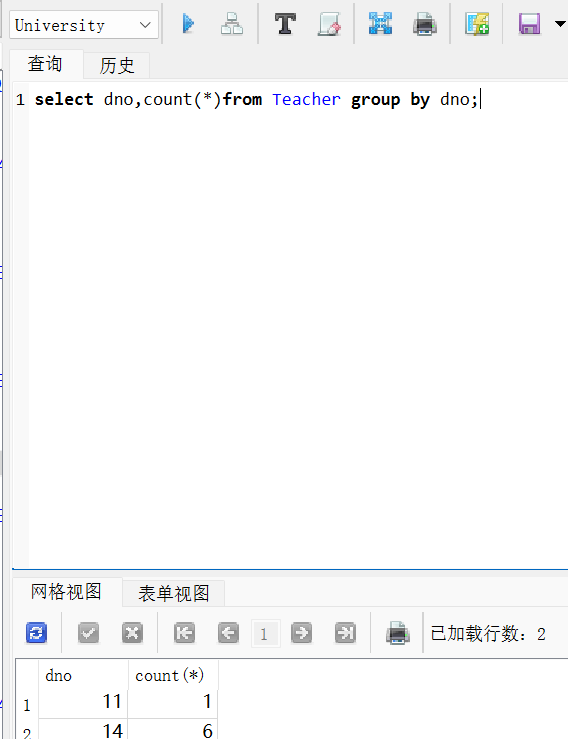 University
查询 历史
1 select dno,count(*)from Teacher group by dno;
网格视图 表单视图
1 已加载行数: 2
dno count(*)
1 11 1
2 14 6